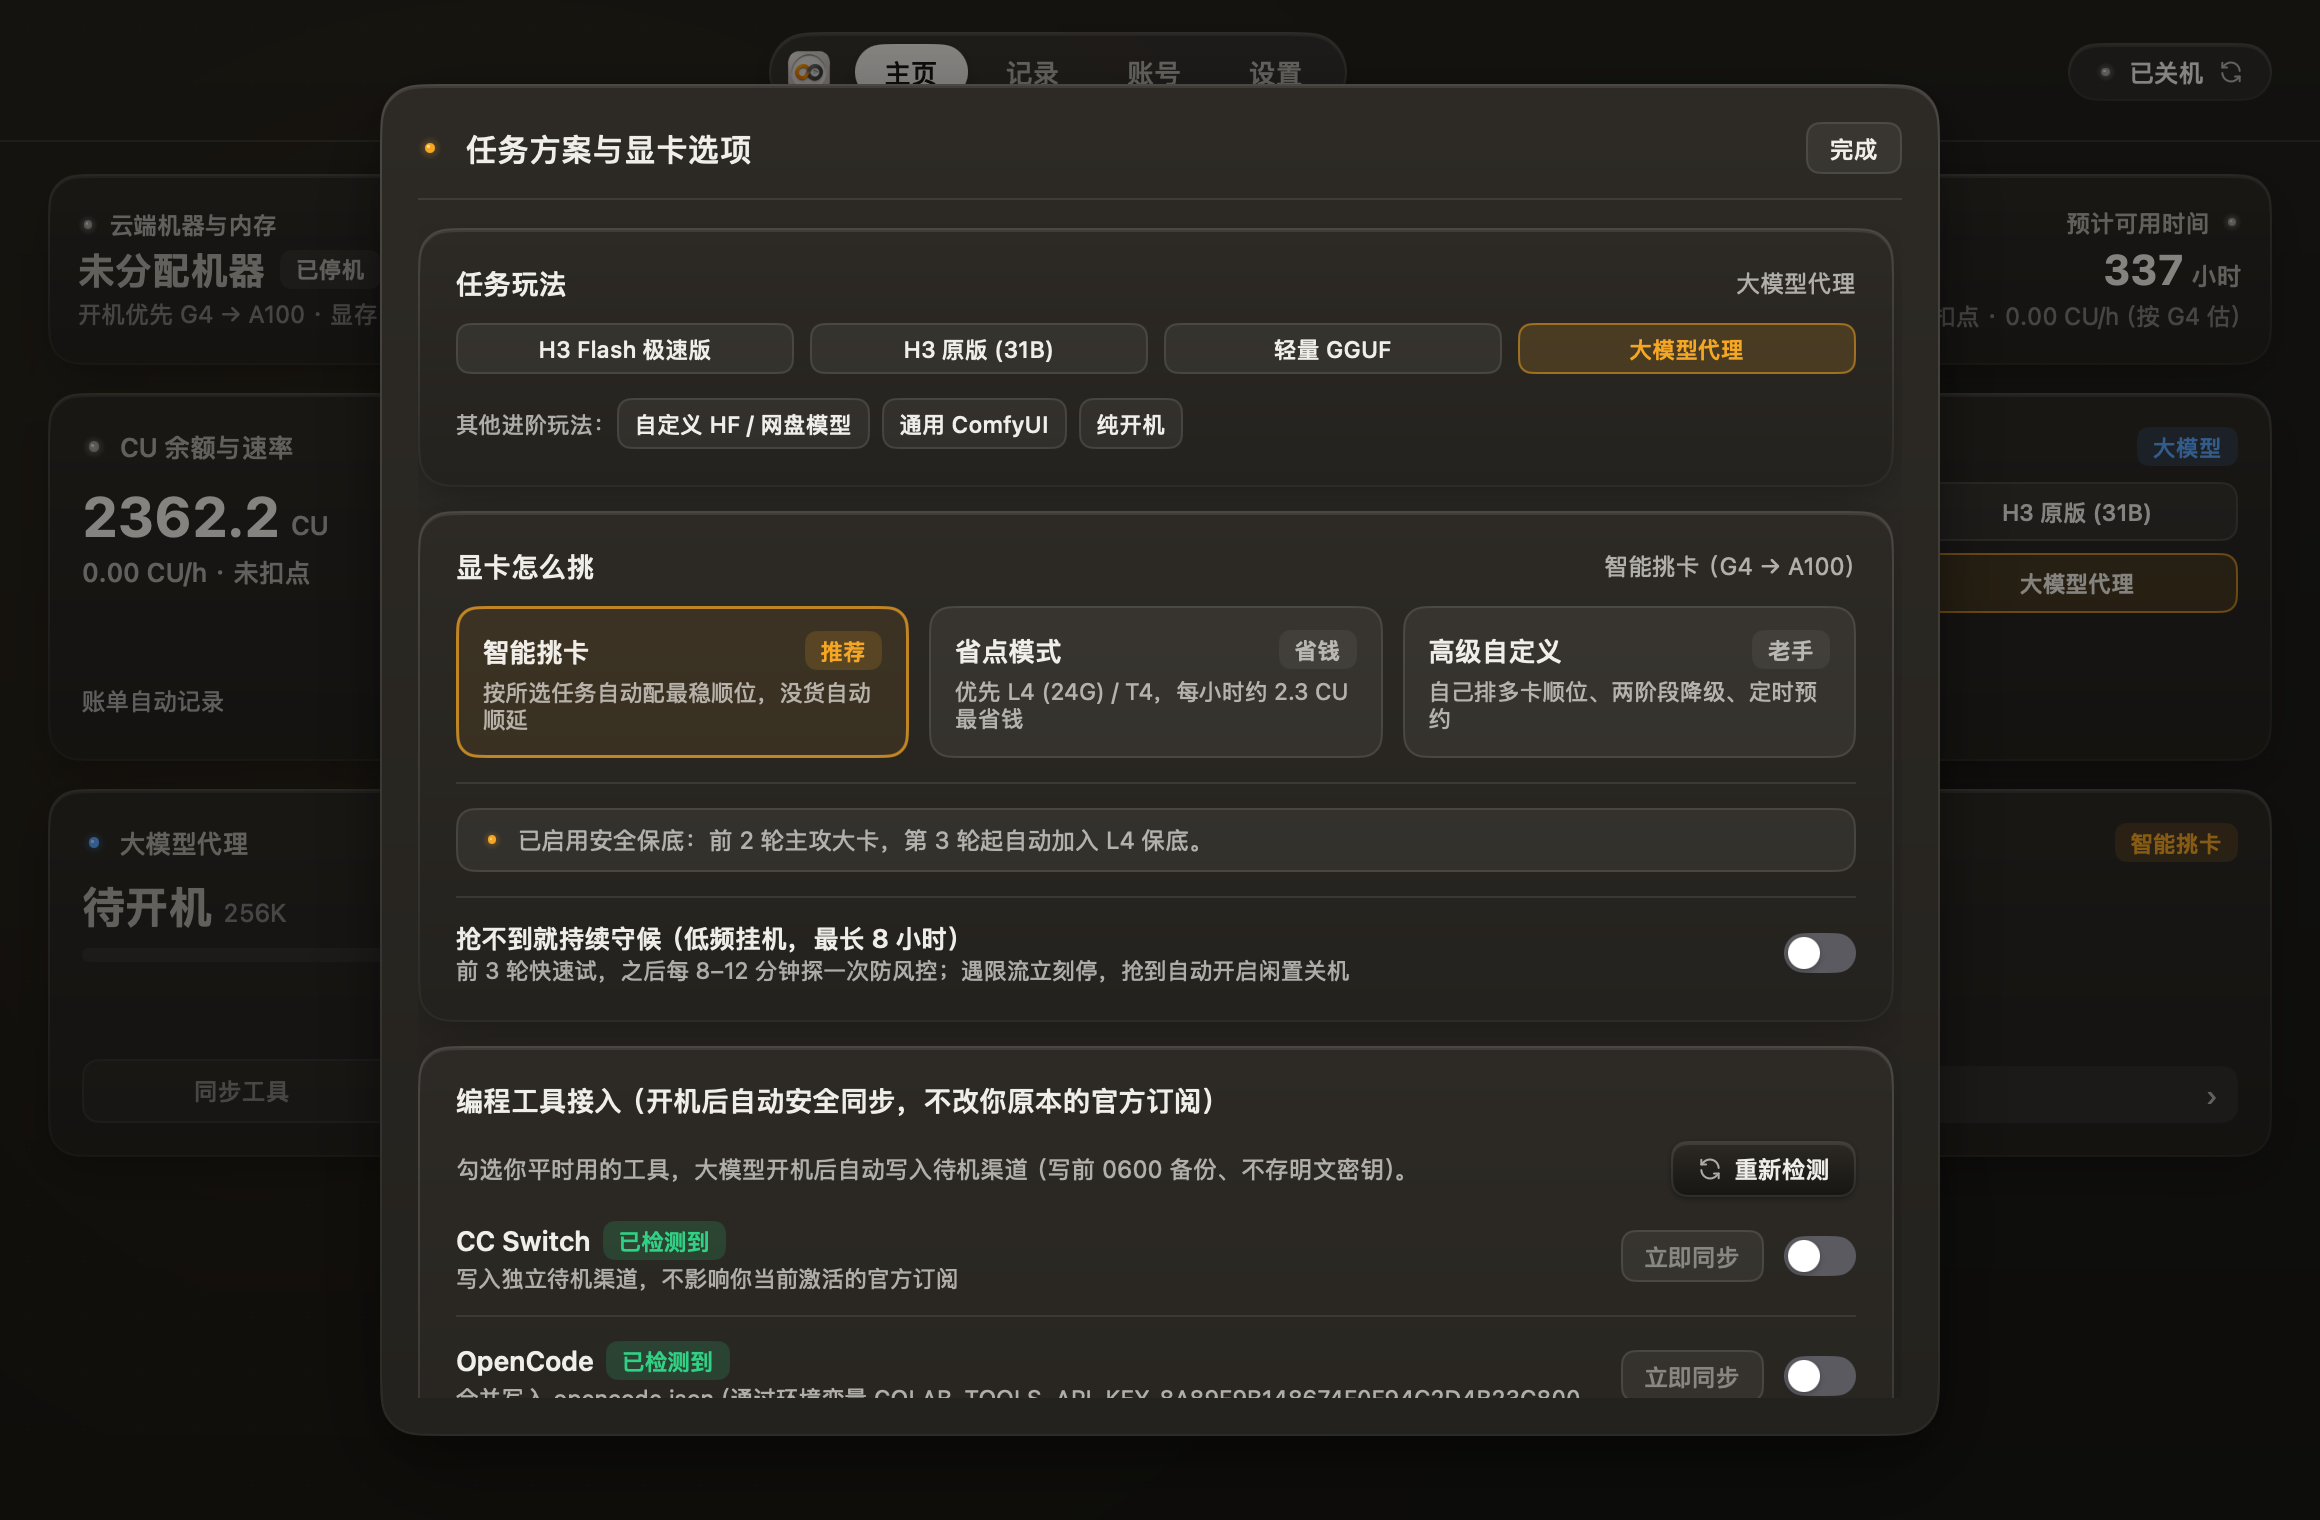 主页 记录 账号 设置
已关机
任务方案与显卡选项
完成
云端机器与内存
未分配机器 已停机
开机优先 G4 → A100 · 显存
预计可用时间
337 小时
扣点 · 0.00 CU/h (按 G4 估)
任务玩法
大模型代理
H3 Flash 极速版
H3 原版 (31B)
轻量 GGUF
大模型代理
其他进阶玩法：
自定义 HF / 网盘模型
通用 ComfyUI
纯开机
CU 余额与速率
2362.2 CU
0.00 CU/h · 未扣点
账单自动记录
大模型
H3 原版 (31B)
大模型代理
显卡怎么挑
智能挑卡（G4 → A100）
智能挑卡 推荐
按所选任务自动配最稳顺位，没货自动
顺延
省点模式 省钱
优先 L4 (24G) / T4，每小时约 2.3 CU
最省钱
高级自定义 老手
自己排多卡顺位、两阶段降级、定时预
约
已启用安全保底：前 2 轮主攻大卡，第 3 轮起自动加入 L4 保底。
抢不到就持续守候（低频挂机，最长 8 小时）
前 3 轮快速试，之后每 8–12 分钟探一次防风控；遇限流立刻停，抢到自动开启闲置关机
大模型代理
待开机 256K
同步工具
智能挑卡
›
编程工具接入（开机后自动安全同步，不改你原本的官方订阅）
勾选你平时用的工具，大模型开机后自动写入待机渠道（写前 0600 备份、不存明文密钥）。
重新检测
CC Switch 已检测到
写入独立待机渠道，不影响你当前激活的官方订阅
立即同步
OpenCode 已检测到
立即同步